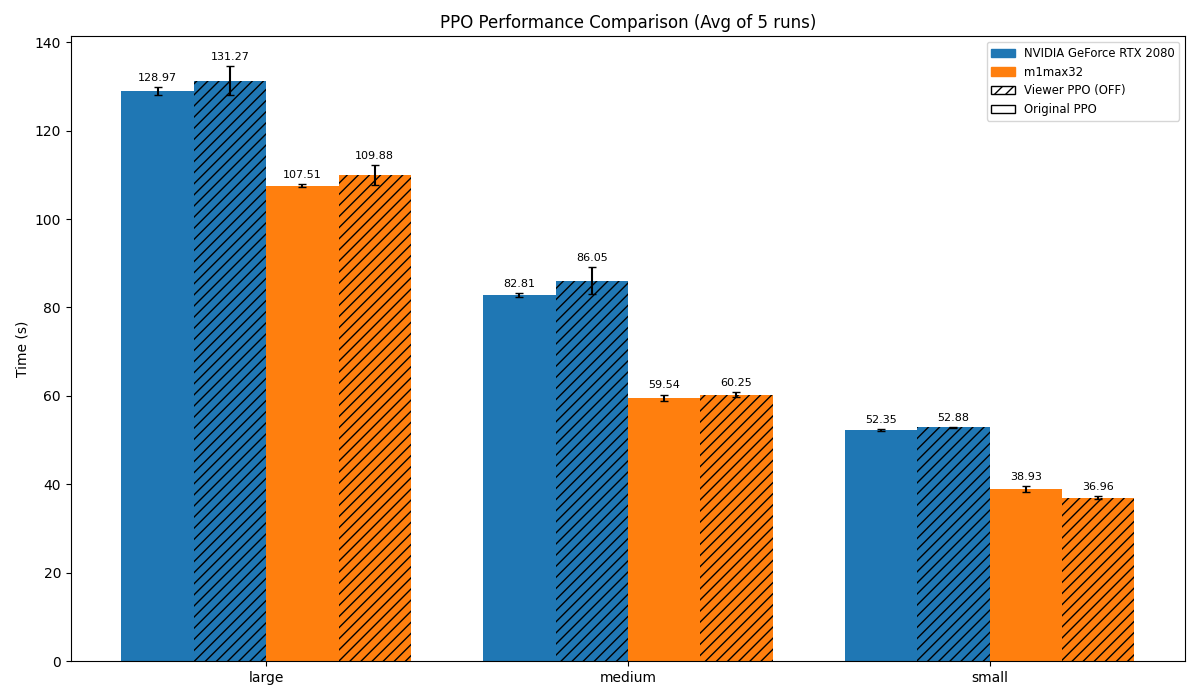 PPO Performance Comparison (Avg of 5 runs)
NVIDIA GeForce RTX 2080
m1max32
Viewer PPO (OFF)
Original PPO
Time (s)
140
120
100
80
60
40
20
0
128.97
131.27
107.51
109.88
82.81
86.05
59.54
60.25
52.35
52.88
38.93
36.96
large
medium
small